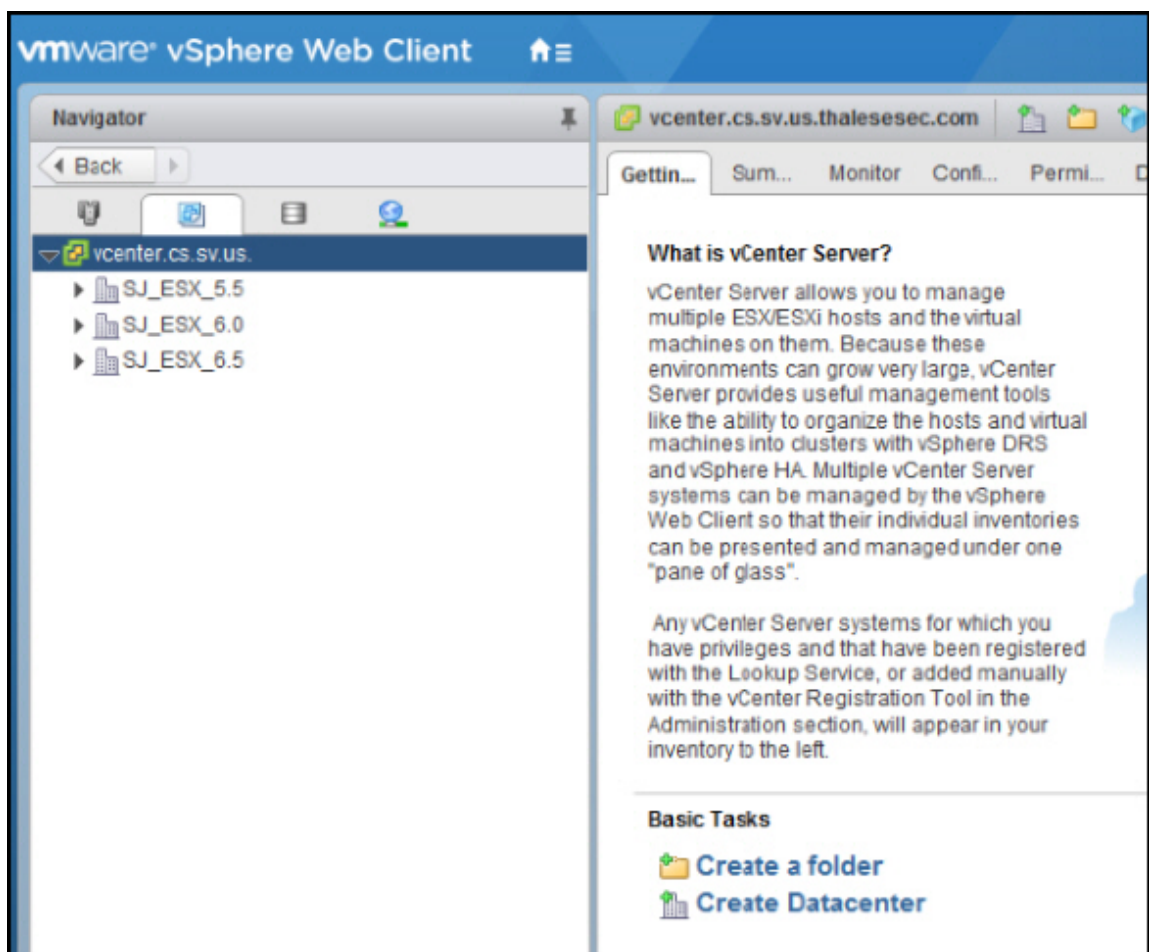 vmware® vSphere Web Client
Navigator
Back
vcenter.cs.sv.us.
SJ_ESX_5.5
SJ_ESX_6.0
SJ_ESX_6.5
vcenter.cs.sv.us.thalesesec.com
Gettin... Sum... Monitor Confi... Permi... D
What is vCenter Server?
vCenter Server allows you to manage
multiple ESX/ESXi hosts and the virtual
machines on them. Because these
environments can grow very large, vCenter
Server provides useful management tools
like the ability to organize the hosts and virtual
machines into clusters with vSphere DRS
and vSphere HA. Multiple vCenter Server
systems can be managed by the vSphere
Web Client so that their individual inventories
can be presented and managed under one
"pane of glass".
Any vCenter Server systems for which you
have privileges and that have been registered
with the Lookup Service, or added manually
with the vCenter Registration Tool in the
Administration section, will appear in your
inventory to the left.
Basic Tasks
Create a folder
Create Datacenter